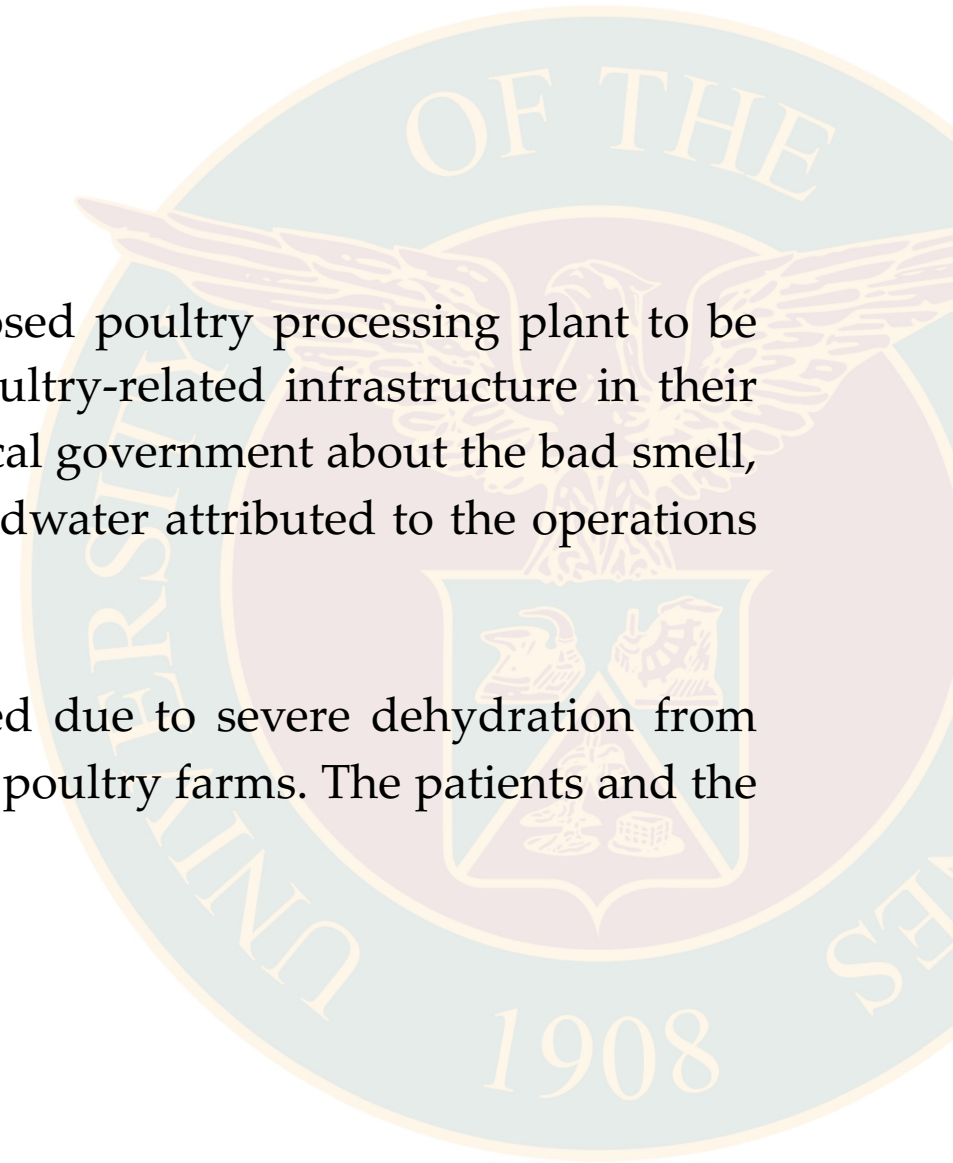 osed poultry processing plant to be
ultry-related infrastructure in their
cal government about the bad smell,
dwater attributed to the operations
ed due to severe dehydration from
poultry farms. The patients and the
OF THE
UNIVERSITY
1908